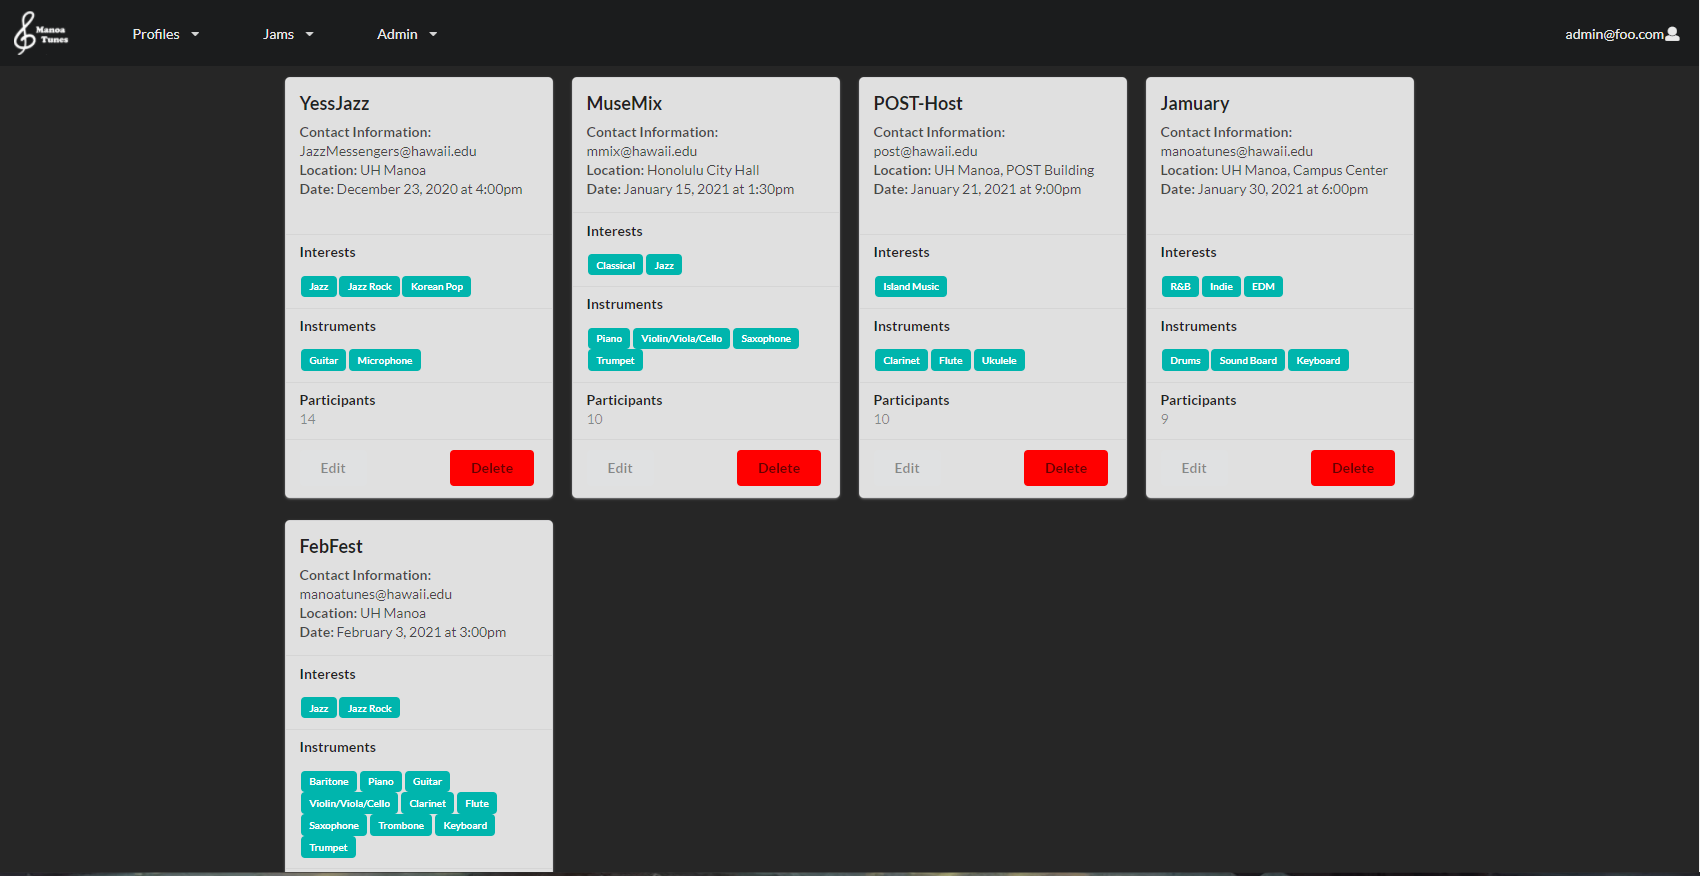 Manoa
Tunes
Profiles
Jams
Admin
admin@foo.com
YessJazz
Contact Information:
JazzMessengers@hawaii.edu
Location: UH Manoa
Date: December 23, 2020 at 4:00pm
Interests
Jazz Jazz Rock Korean Pop
Instruments
Guitar Microphone
Participants
14
Edit Delete
MuseMix
Contact Information:
mmix@hawaii.edu
Location: Honolulu City Hall
Date: January 15, 2021 at 1:30pm
Interests
Classical Jazz
Instruments
Piano Violin/Viola/Cello Saxophone
Trumpet
Participants
10
Edit Delete
POST-Host
Contact Information:
post@hawaii.edu
Location: UH Manoa, POST Building
Date: January 21, 2021 at 9:00pm
Interests
Island Music
Instruments
Clarinet Flute Ukulele
Participants
10
Edit Delete
Jamuary
Contact Information:
manoatunes@hawaii.edu
Location: UH Manoa, Campus Center
Date: January 30, 2021 at 6:00pm
Interests
R&B Indie EDM
Instruments
Drums Sound Board Keyboard
Participants
9
Edit Delete
FebFest
Contact Information:
manoatunes@hawaii.edu
Location: UH Manoa
Date: February 3, 2021 at 3:00pm
Interests
Jazz Jazz Rock
Instruments
Baritone Piano Guitar
Violin/Viola/Cello Clarinet Flute
Saxophone Trombone Keyboard
Trumpet